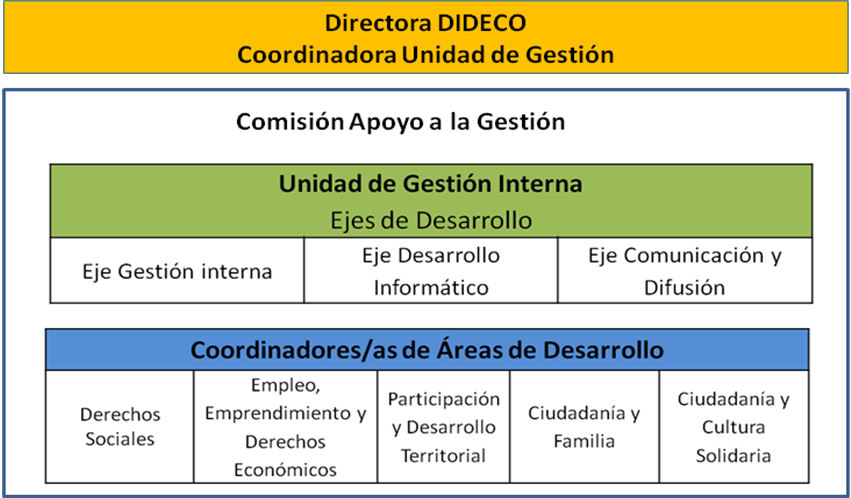 Directora DIDECO
Coordinadora Unidad de Gestión
Comisión Apoyo a la Gestión
Unidad de Gestión Interna
Ejes de Desarrollo
Eje Gestión interna
Eje Desarrollo
Informático
Eje Comunicación y
Difusión
Coordinadores/as de Áreas de Desarrollo
Derechos
Sociales
Empleo,
Emprendimiento y
Derechos
Económicos
Participación
y Desarrollo
Territorial
Ciudadanía y
Familia
Ciudadanía y
Cultura
Solidaria